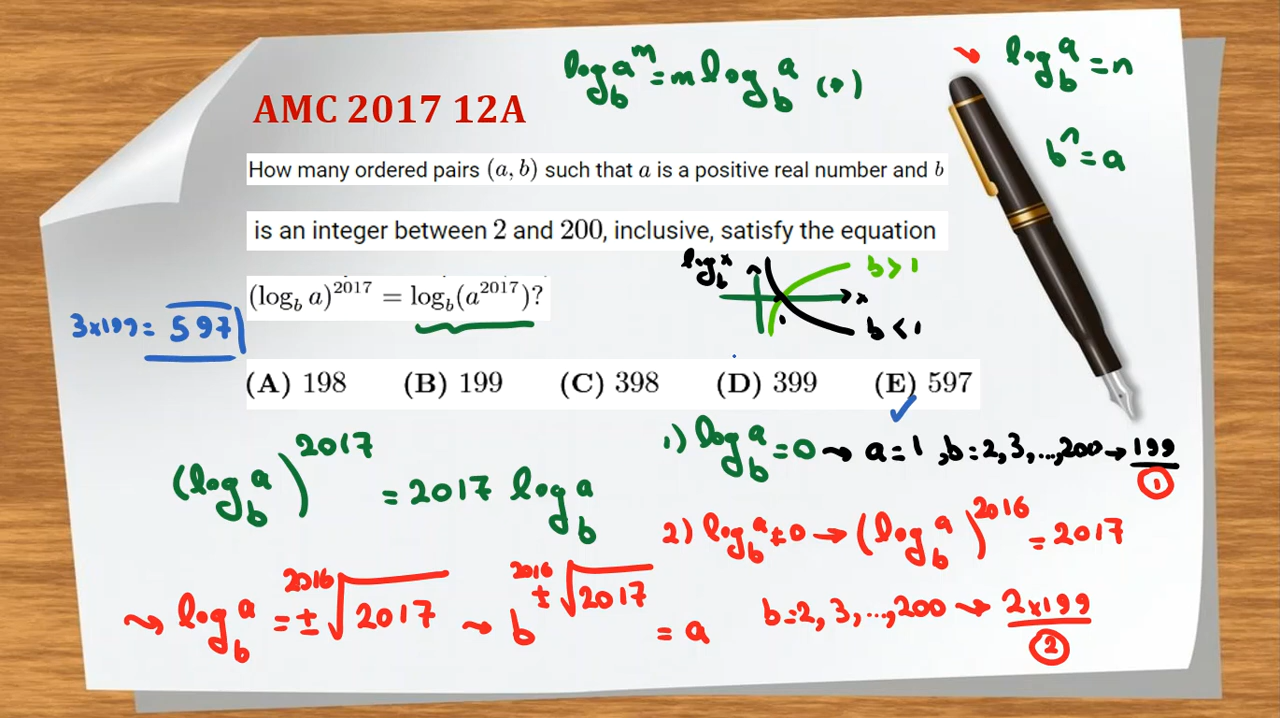 log_b a^m = m log_b a (*)
log_b a = n
b^n = a
AMC 2017 12A
How many ordered pairs (a, b) such that a is a positive real number and b
is an integer between 2 and 200, inclusive, satisfy the equation
(log_b a)^2017 = log_b(a^2017)?
log_b x
b > 1
x
1
b < 1
3×199 = 597
(A) 198 (B) 199 (C) 398 (D) 399 (E) 597
(log_b a)^2017 = 2017 log_b a
1) log_b a = 0 → a = 1, b = 2, 3, ..., 200 → 199
1
2) log_b a ≠ 0 → (log_b a)^2016 = 2017
→ log_b a = ± 2016√2017 → b^± 2016√2017 = a
b = 2, 3, ..., 200 → 2×199
2